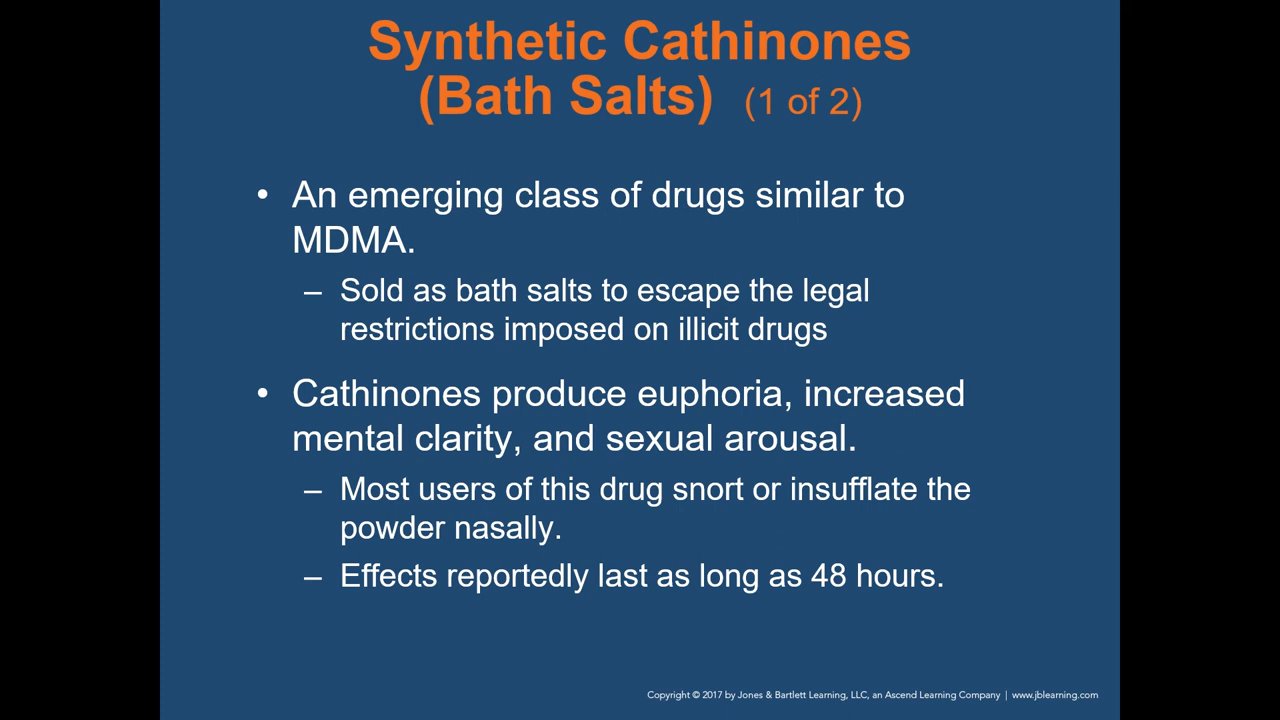 Synthetic Cathinones
(Bath Salts) (1 of 2)
• An emerging class of drugs similar to
MDMA.
– Sold as bath salts to escape the legal
restrictions imposed on illicit drugs
• Cathinones produce euphoria, increased
mental clarity, and sexual arousal.
– Most users of this drug snort or insufflate the
powder nasally.
– Effects reportedly last as long as 48 hours.
Copyright © 2017 by Jones & Bartlett Learning, LLC, an Ascend Learning Company | www.jblearning.com